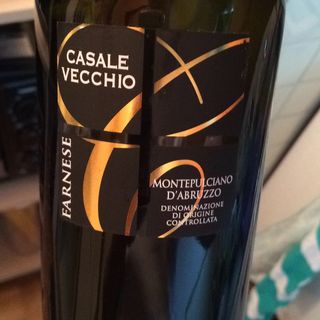 CASALE
VECCHIO
FARNESE
MONTEPULCIANO
D'ABRUZZO
DENOMINAZIONE
DI ORIGINE
CONTROLLATA